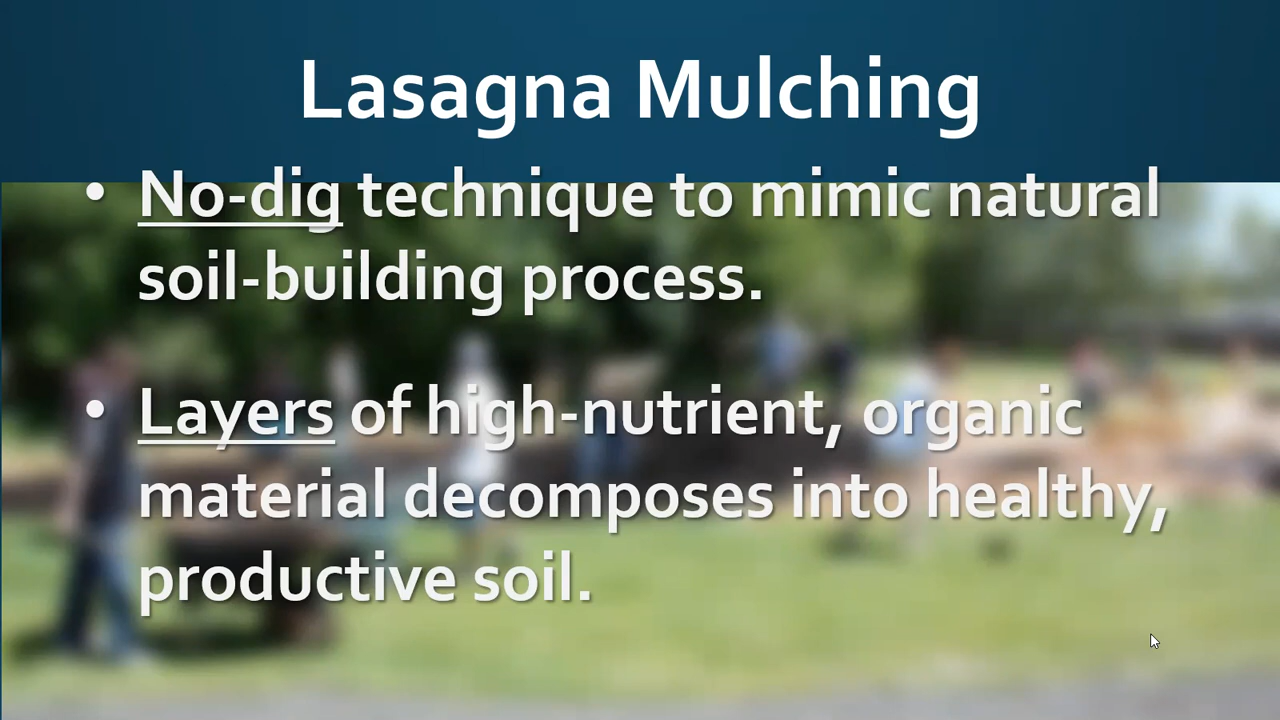 Lasagna Mulching
• No-dig technique to mimic natural
soil-building process.
• Layers of high-nutrient, organic
material decomposes into healthy,
productive soil.